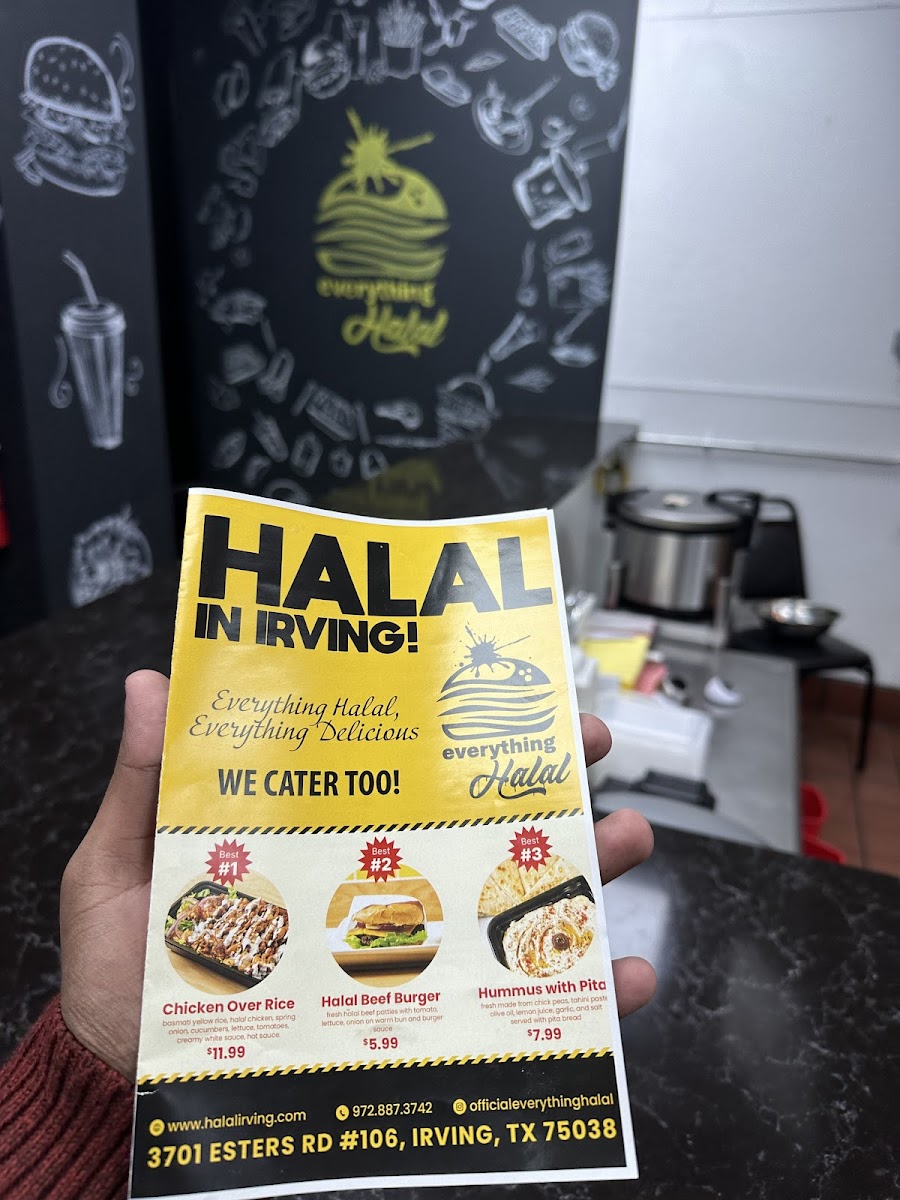 everything
Halal
HALAL
IN IRVING!
Everything Halal,
Everything Delicious
WE CATER TOO!
everything
Halal
Best
#1
Best
#2
Best
#3
Chicken Over Rice
basmati yellow rice, halal chicken, spring
onion, cucumbers, lettuce, tomatoes,
creamy white sauce, hot sauce.
$11.99
Halal Beef Burger
fresh halal beef patties with tomato,
lettuce, onion on warm bun and burger
sauce
$5.99
Hummus with Pita
fresh made from chick peas, tahini paste
olive oil, lemon juice, garlic, and salt
served with pita bread
$7.99
www.halalirving.com
972.887.3742
officialeverythinghalal
3701 ESTERS RD #106, IRVING, TX 75038